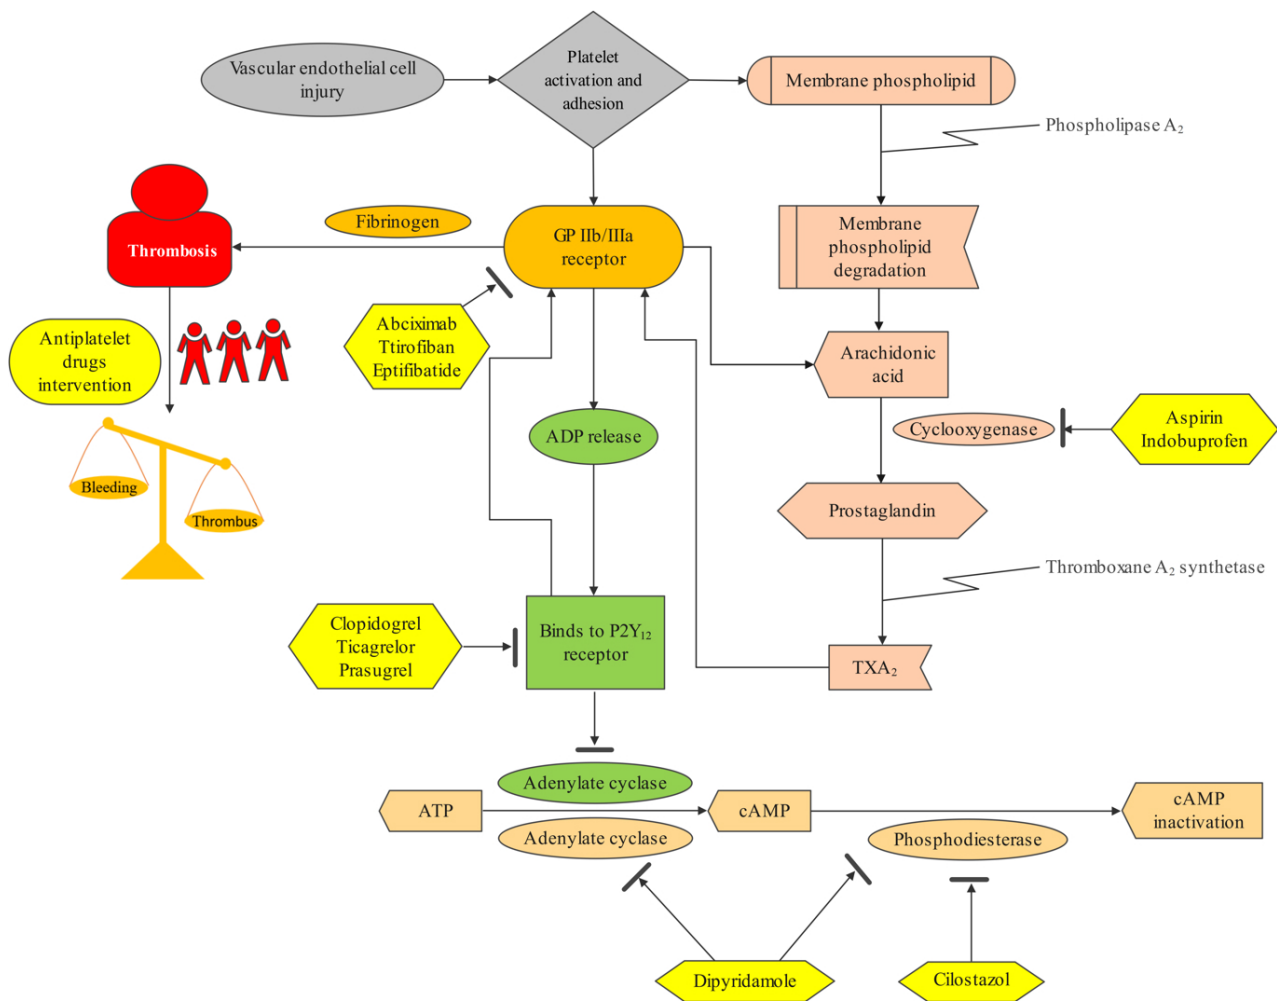 Vascular endothelial cell
injury
Platelet
activation and
adhesion
Membrane phospholipid
Phospholipase A₂
Fibrinogen
GP IIb/IIIa
receptor
Membrane
phospholipid
degradation
Thrombosis
Antiplatelet
drugs
intervention
Abciximab
Ttirofiban
Eptifibatide
Arachidonic
acid
ADP release
Cyclooxygenase
Aspirin
Indobuprofen
Bleeding
Thrombus
Prostaglandin
Thromboxane A₂ synthetase
Clopidogrel
Ticagrelor
Prasugrel
Binds to P2Y₁₂
receptor
TXA₂
Adenylate cyclase
ATP
cAMP
cAMP
inactivation
Adenylate cyclase
Phosphodiesterase
Dipyridamole
Cilostazol